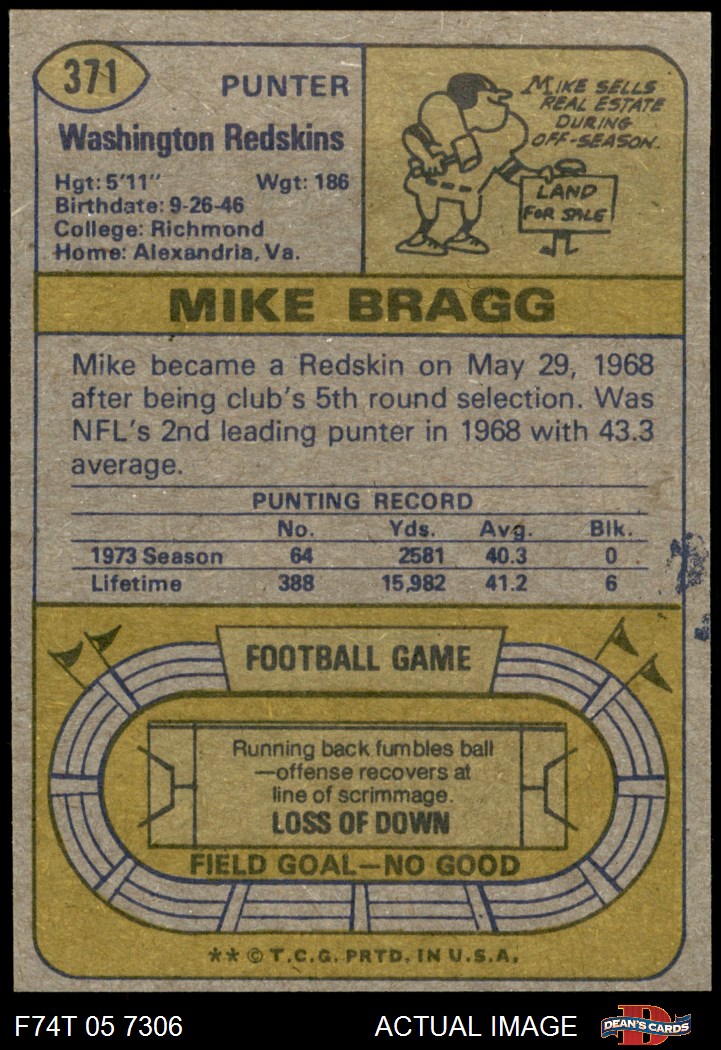 371
PUNTER
Washington Redskins
Hgt: 5'11" Wgt: 186
Birthdate: 9-26-46
College: Richmond
Home: Alexandria, Va.
MIKE SELLS
REAL ESTATE
DURING
OFF-SEASON.
LAND
FOR SALE
MIKE BRAGG
Mike became a Redskin on May 29, 1968
after being club's 5th round selection. Was
NFL's 2nd leading punter in 1968 with 43.3
average.
PUNTING RECORD
No. Yds. Avg. Blk.
1973 Season 64 2581 40.3 0
Lifetime 388 15,982 41.2 6
FOOTBALL GAME
Running back fumbles ball
—offense recovers at
line of scrimmage.
LOSS OF DOWN
FIELD GOAL—NO GOOD
** © T.C.G. PRTD. IN U.S.A.
F74T 05 7306 ACTUAL IMAGE
D
DEAN'S CARDS